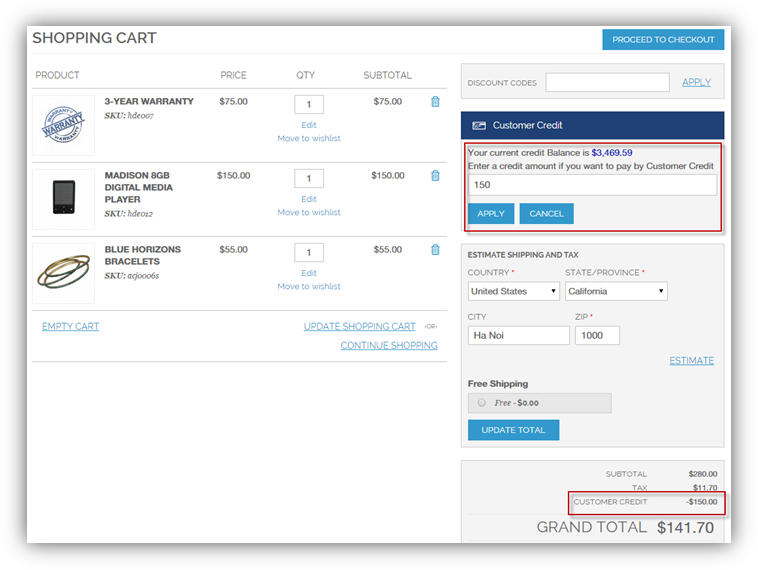 SHOPPING CART
PROCEED TO CHECKOUT
PRODUCT PRICE QTY SUBTOTAL
WARRANTY
WARRANTY
3-YEAR WARRANTY $75.00 1 $75.00
SKU: hde007
Edit
Move to wishlist
MADISON 8GB $150.00 1 $150.00
DIGITAL MEDIA
PLAYER
SKU: hde012
Edit
Move to wishlist
BLUE HORIZONS $55.00 1 $55.00
BRACELETS
SKU: acj0006s
Edit
Move to wishlist
EMPTY CART UPDATE SHOPPING CART -OR-
CONTINUE SHOPPING
DISCOUNT CODES APPLY
Customer Credit
Your current credit Balance is $3,469.59
Enter a credit amount if you want to pay by Customer Credit
150
APPLY CANCEL
ESTIMATE SHIPPING AND TAX
COUNTRY * STATE/PROVINCE *
United States California
CITY ZIP *
Ha Noi 1000
ESTIMATE
Free Shipping
Free - $0.00
UPDATE TOTAL
SUBTOTAL $280.00
TAX $11.70
CUSTOMER CREDIT -$150.00
GRAND TOTAL $141.70